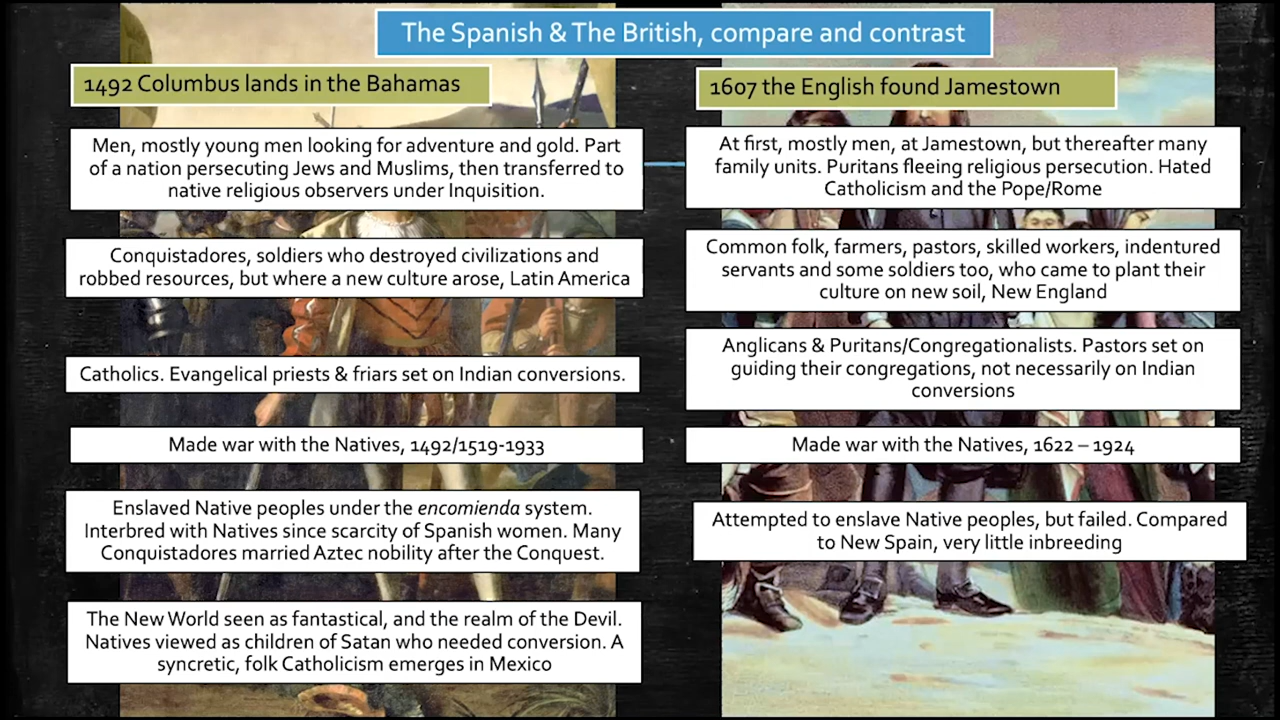 The Spanish & The British, compare and contrast
1492 Columbus lands in the Bahamas
Men, mostly young men looking for adventure and gold. Part
of a nation persecuting Jews and Muslims, then transferred to
native religious observers under Inquisition.
Conquistadores, soldiers who destroyed civilizations and
robbed resources, but where a new culture arose, Latin America
Catholics. Evangelical priests & friars set on Indian conversions.
Made war with the Natives, 1492/1519-1933
Enslaved Native peoples under the encomienda system.
Interbred with Natives since scarcity of Spanish women. Many
Conquistadores married Aztec nobility after the Conquest.
The New World seen as fantastical, and the realm of the Devil.
Natives viewed as children of Satan who needed conversion. A
syncretic, folk Catholicism emerges in Mexico
1607 the English found Jamestown
At first, mostly men, at Jamestown, but thereafter many
family units. Puritans fleeing religious persecution. Hated
Catholicism and the Pope/Rome
Common folk, farmers, pastors, skilled workers, indentured
servants and some soldiers too, who came to plant their
culture on new soil, New England
Anglicans & Puritans/Congregationalists. Pastors set on
guiding their congregations, not necessarily on Indian
conversions
Made war with the Natives, 1622 – 1924
Attempted to enslave Native peoples, but failed. Compared
to New Spain, very little inbreeding